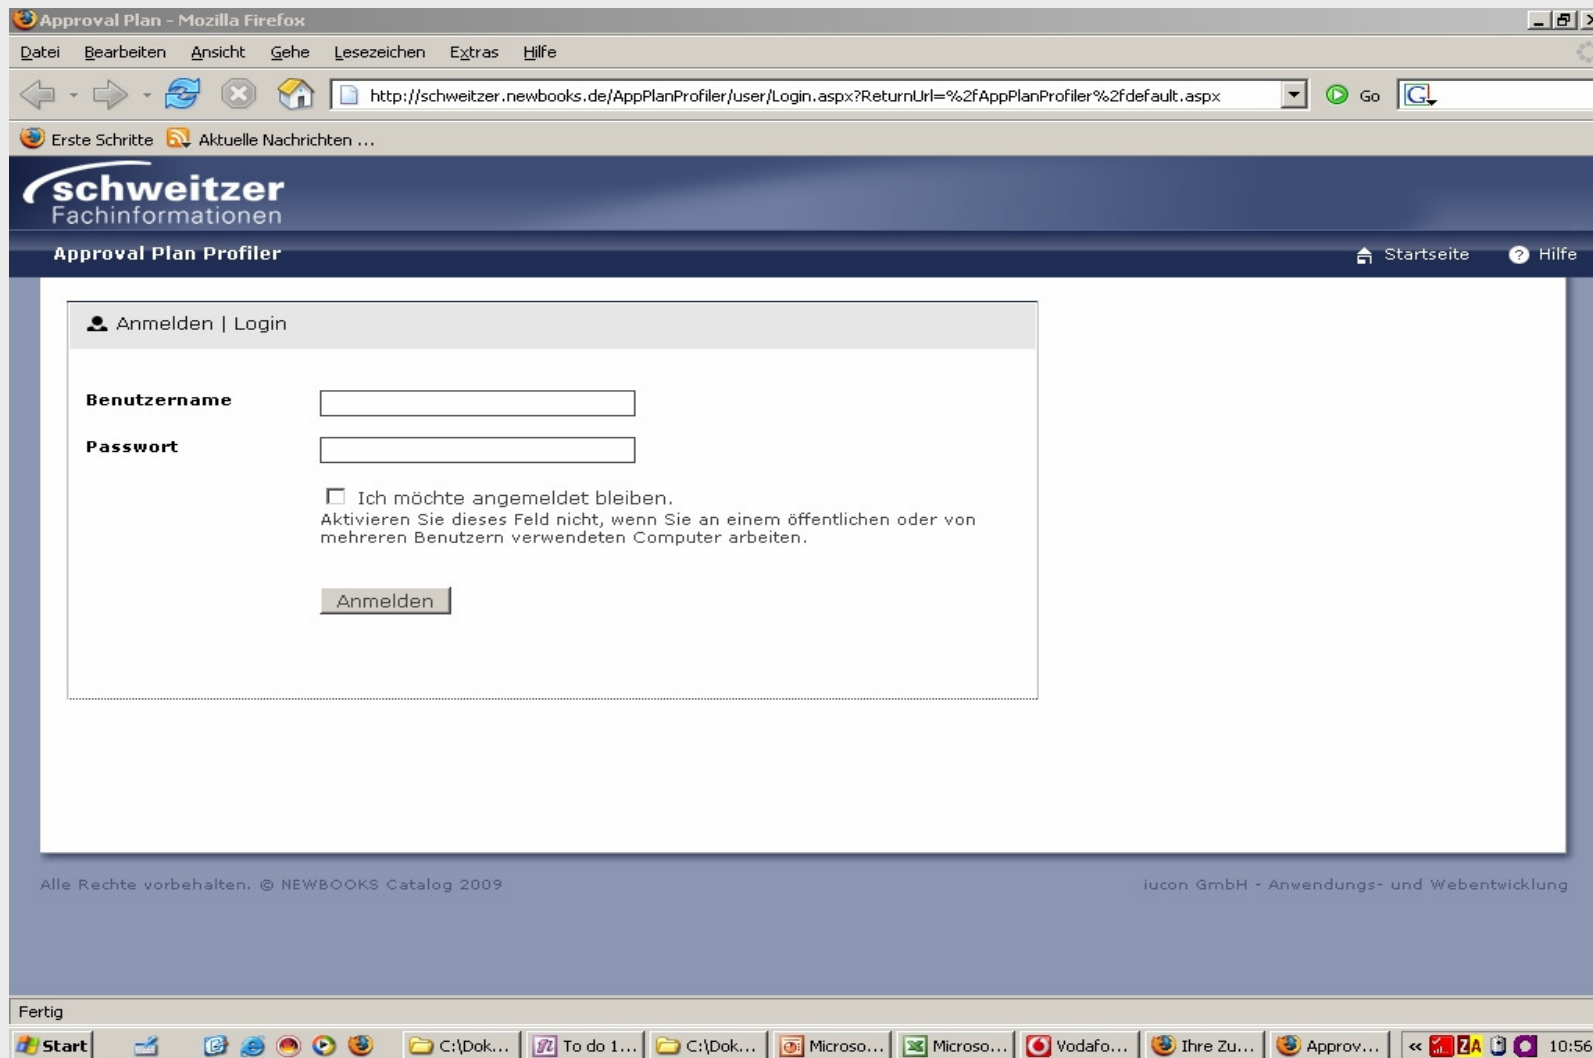 Approval Plan - Mozilla Firefox
Datei Bearbeiten Ansicht Gehe Lesezeichen Extras Hilfe
http://schweitzer.newbooks.de/AppPlanProfiler/user/Login.aspx?ReturnUrl=%2fAppPlanProfiler%2fdefault.aspx Go G
Erste Schritte Aktuelle Nachrichten ...
schweitzer
Fachinformationen
Approval Plan Profiler Startseite ? Hilfe
Anmelden | Login
Benutzername
Passwort
Ich möchte angemeldet bleiben.
Aktivieren Sie dieses Feld nicht, wenn Sie an einem öffentlichen oder von
mehreren Benutzern verwendeten Computer arbeiten.
Anmelden
Alle Rechte vorbehalten. © NEWBOOKS Catalog 2009 iucon GmbH - Anwendungs- und Webentwicklung
Fertig
Start C:\Dok... To do 1... C:\Dok... Microso... Microso... Vodafo... Ihre Zu... Approv... « ZA 10:56